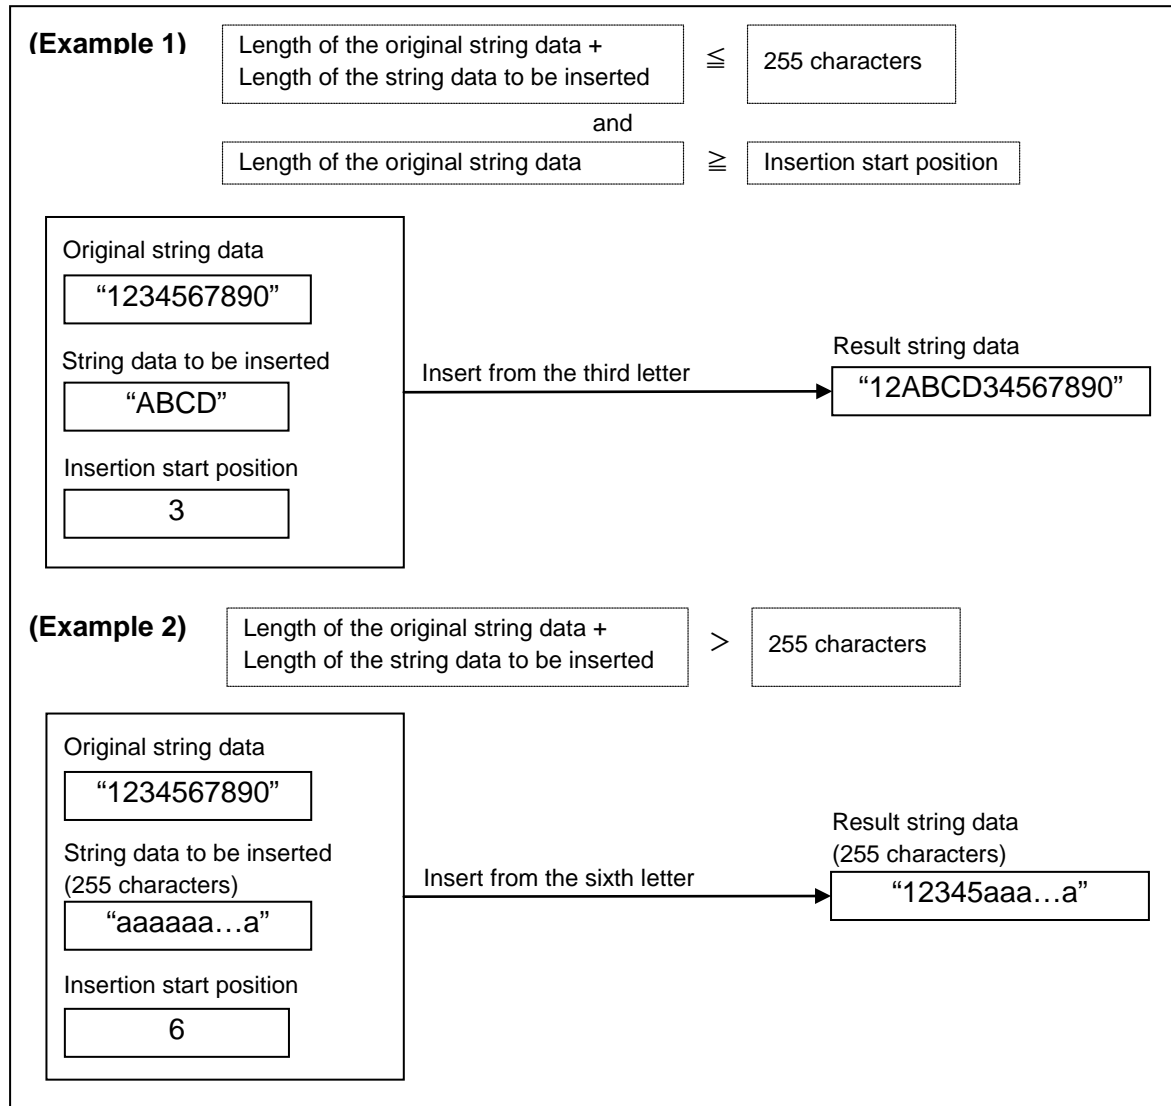 (Example 1)
Length of the original string data +
Length of the string data to be inserted
≦
255 characters
and
Length of the original string data
≧
Insertion start position
Original string data
“1234567890”
String data to be inserted
“ABCD”
Insertion start position
3
Insert from the third letter
Result string data
“12ABCD34567890”
(Example 2)
Length of the original string data +
Length of the string data to be inserted
＞
255 characters
Original string data
“1234567890”
String data to be inserted
(255 characters)
“aaaaaa…a”
Insertion start position
6
Insert from the sixth letter
Result string data
(255 characters)
“12345aaa…a”